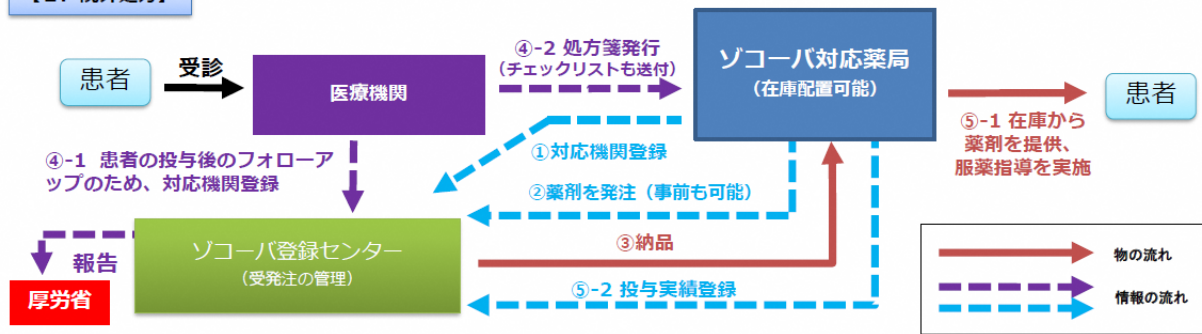 患者
受診
医療機関
④-2 処方箋発行
(チェックリストも送付)
ゾコーバ対応薬局
(在庫配置可能)
患者
⑤-1 在庫から
薬剤を提供、
服薬指導を実施
④-1 患者の投与後のフォローア
ップのため、対応機関登録
①対応機関登録
②薬剤を発注(事前も可能)
③納品
ゾコーバ登録センター
(受発注の管理)
⑤-2 投与実績登録
報告
厚労省
物の流れ
情報の流れ